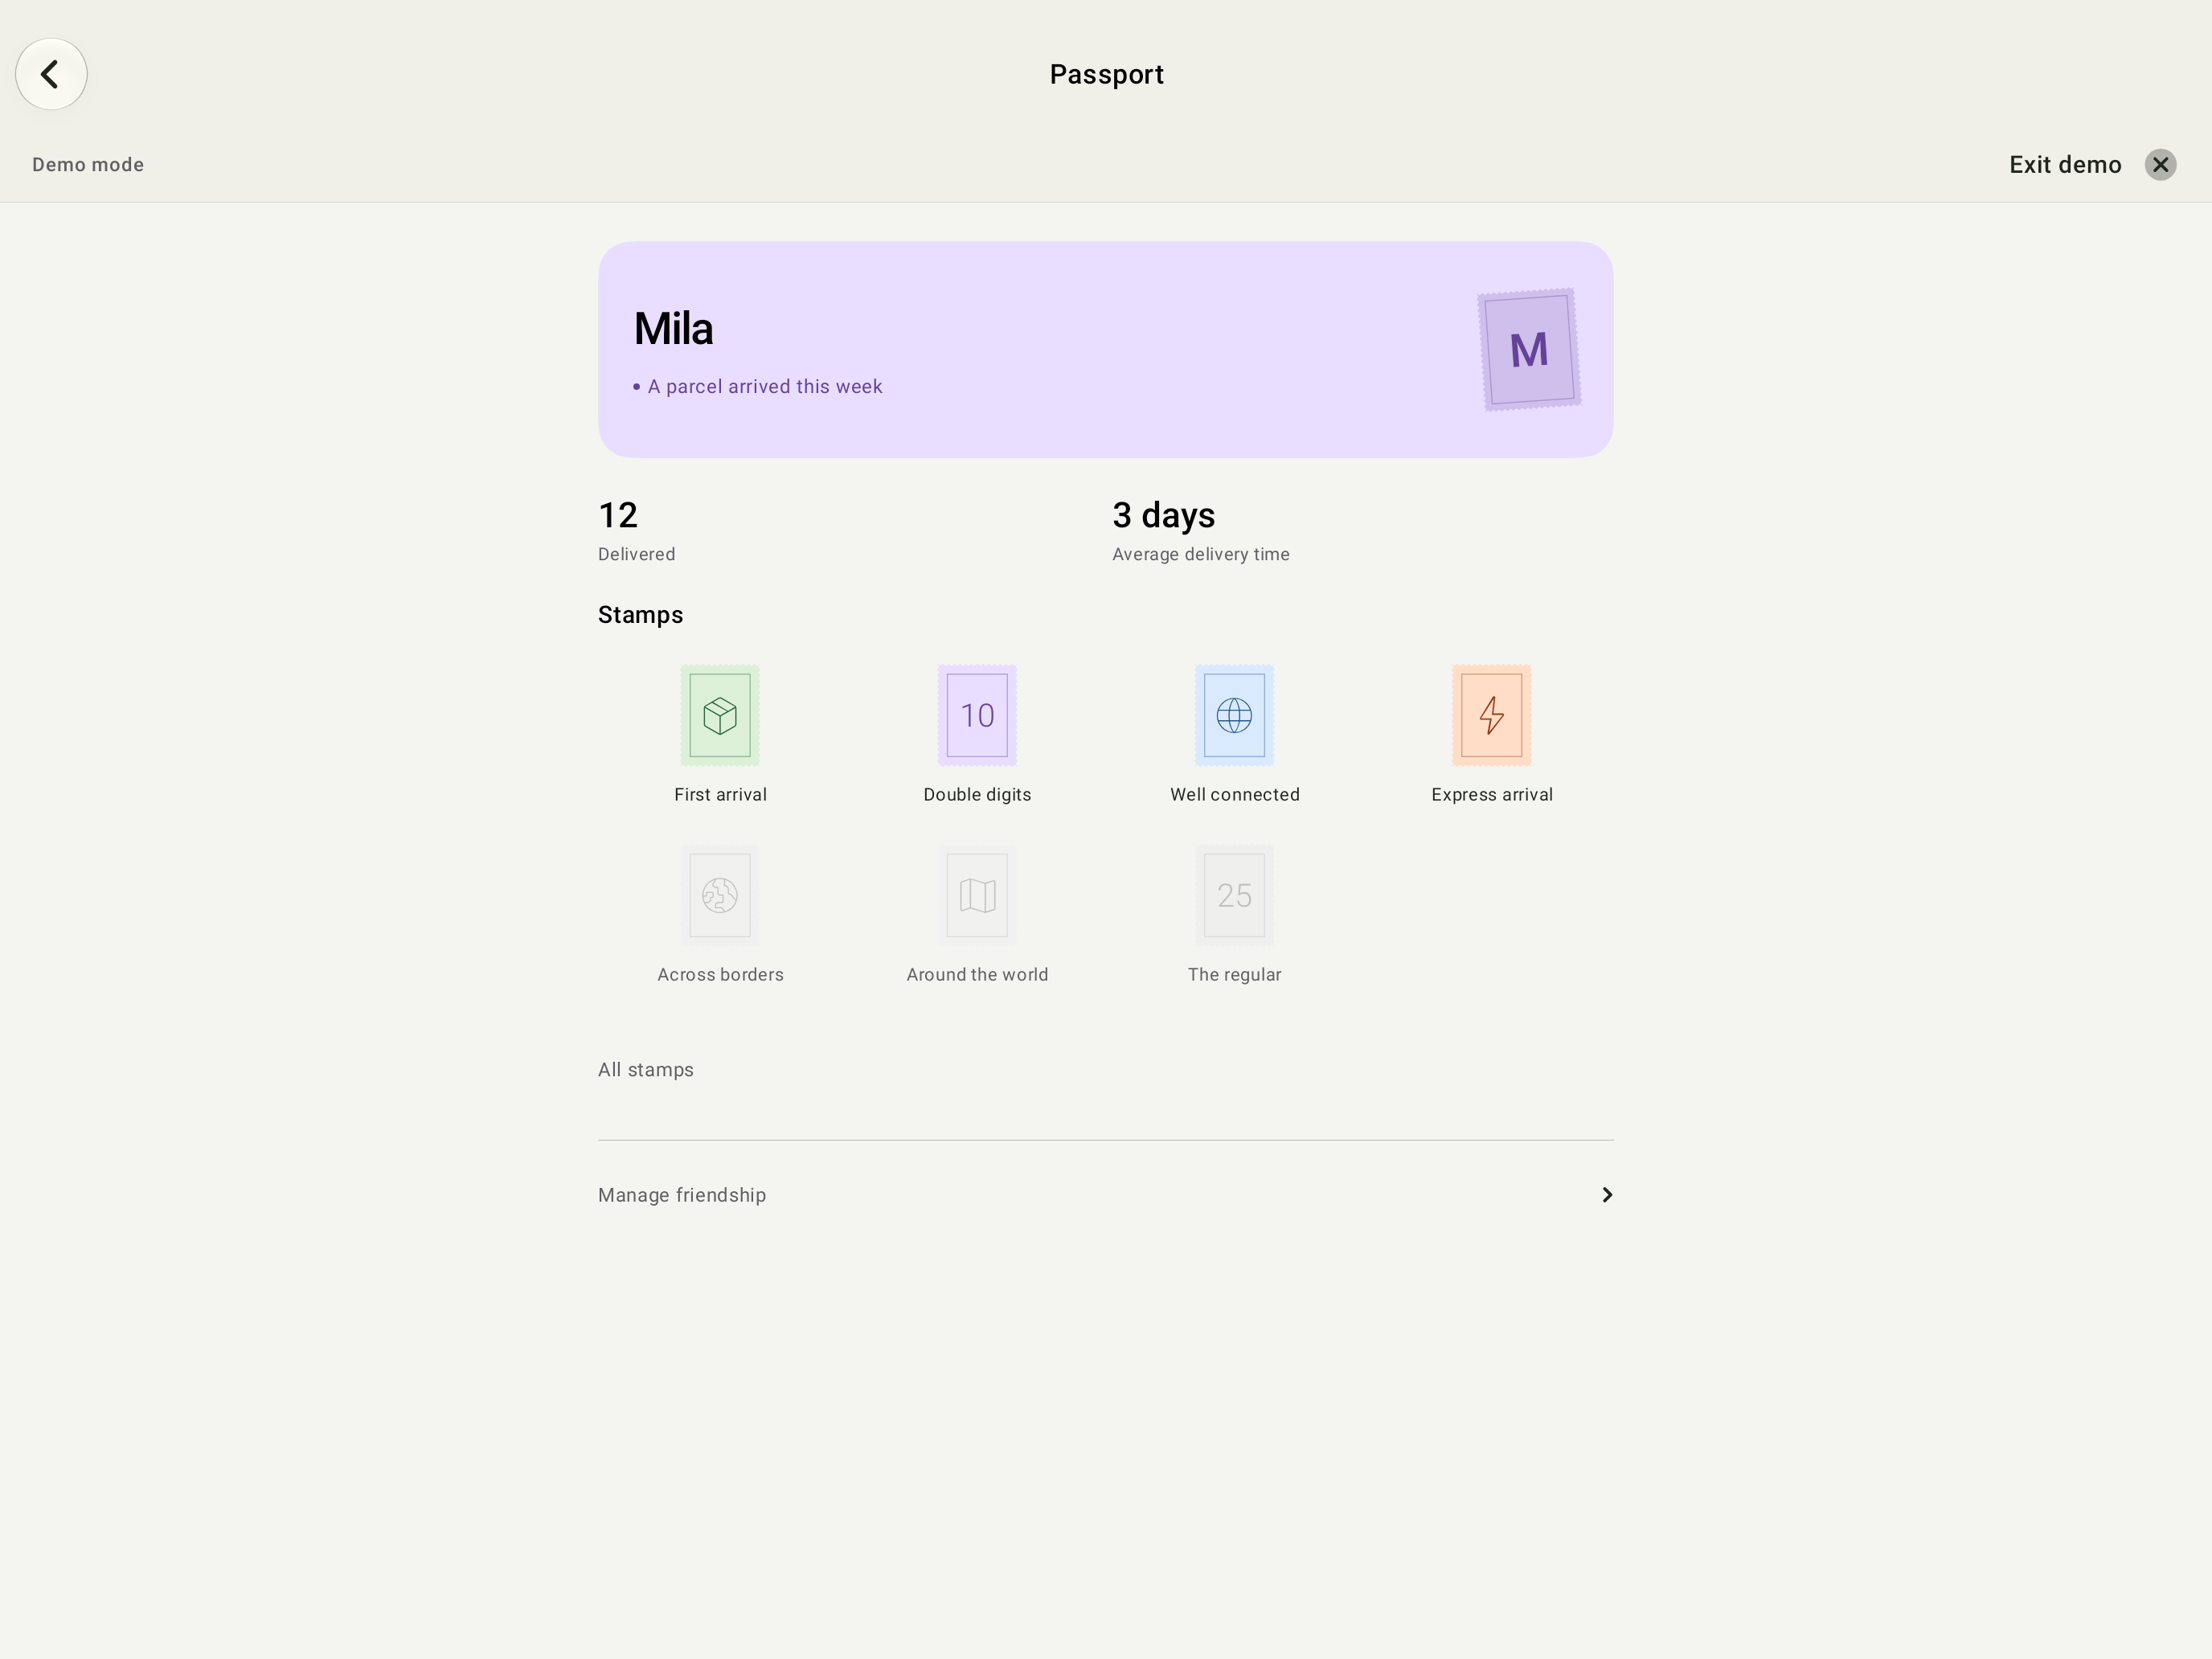 Passport
Demo mode
Exit demo
Mila
• A parcel arrived this week
M
12
Delivered
3 days
Average delivery time
Stamps
10
First arrival
Double digits
Well connected
Express arrival
25
Across borders
Around the world
The regular
All stamps
Manage friendship